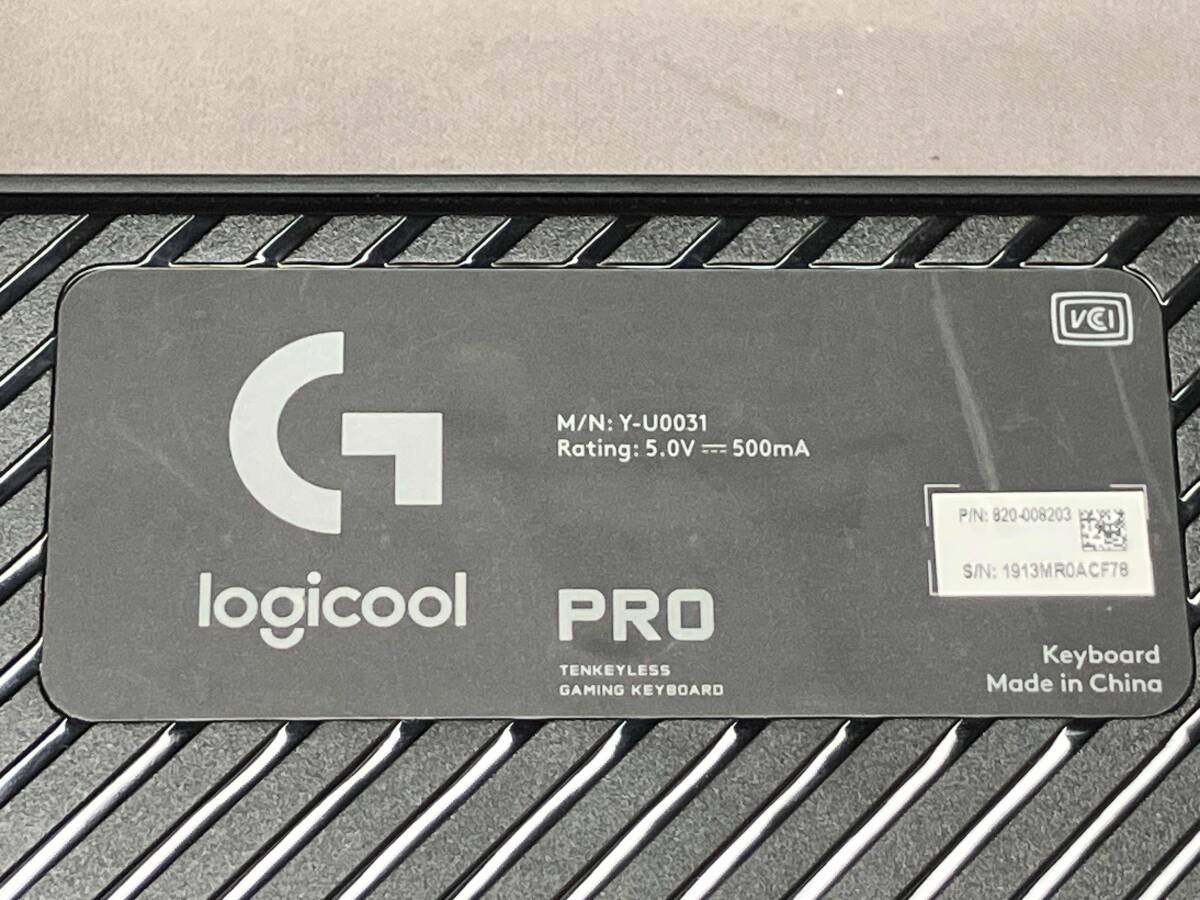 VCI
M/N: Y-U0031
Rating: 5.0V ⎓ 500mA
P/N: 820-008203
S/N: 1913MR0ACF78
logicool
PRO
TENKEYLESS
GAMING KEYBOARD
Keyboard
Made in China